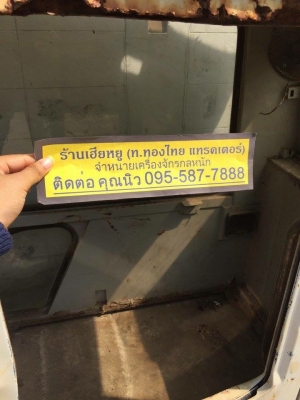 ร้านเฮียหยู (ท.ทองไทย แทรคเตอร์)
จำหน่ายเครื่องจักรกลหนัก
ติดต่อ คุณนิว 095-587-7888